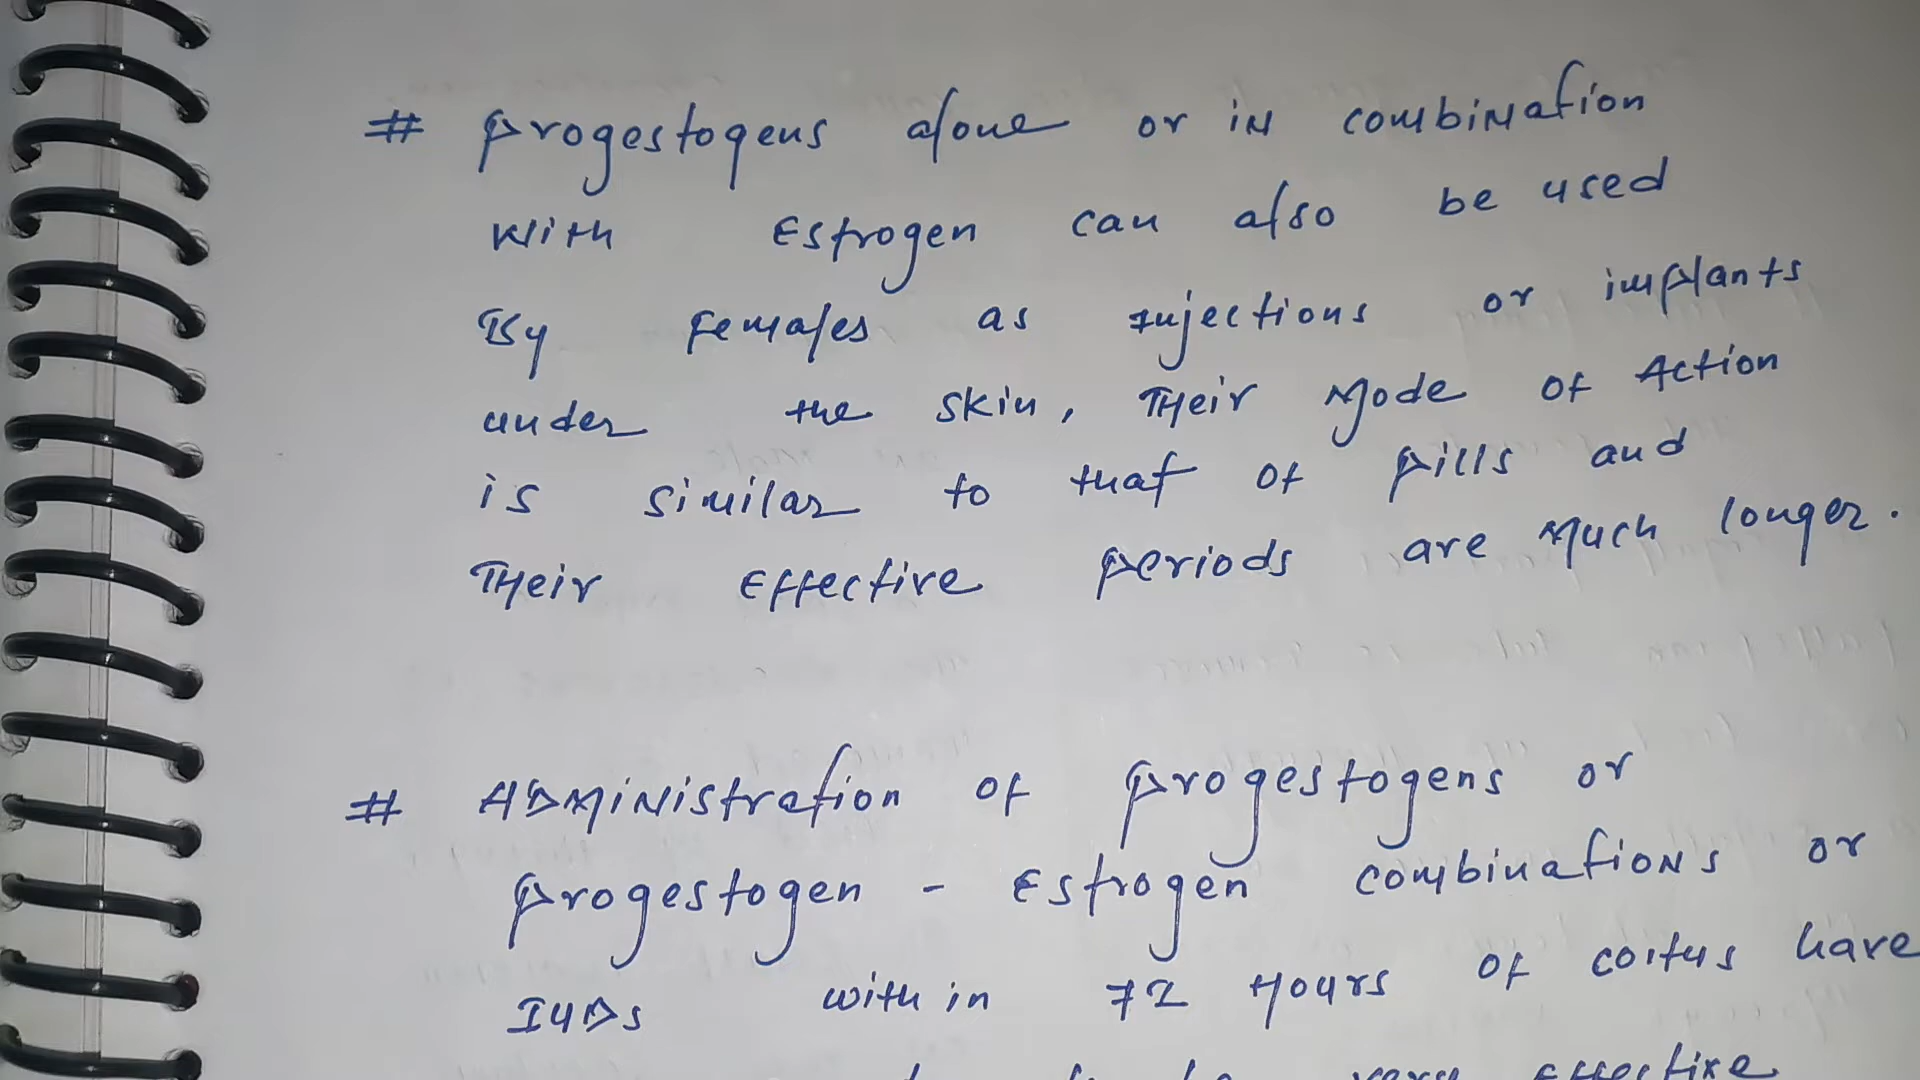 # Progestogens alone or in combination
with Estrogen can also be used
By females as Injections or implants
under the skin, Their Mode of Action
is similar to that of pills and
Their Effective periods are Much longer.
# ADMinistration of progestogens or
progestogen - Estrogen combinations or
IUDs with in 72 Hours of coitus have
very effective